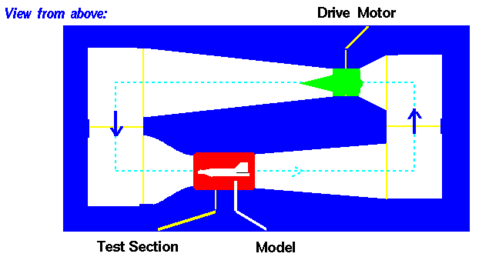 View from above:
Drive Motor
Test Section
Model